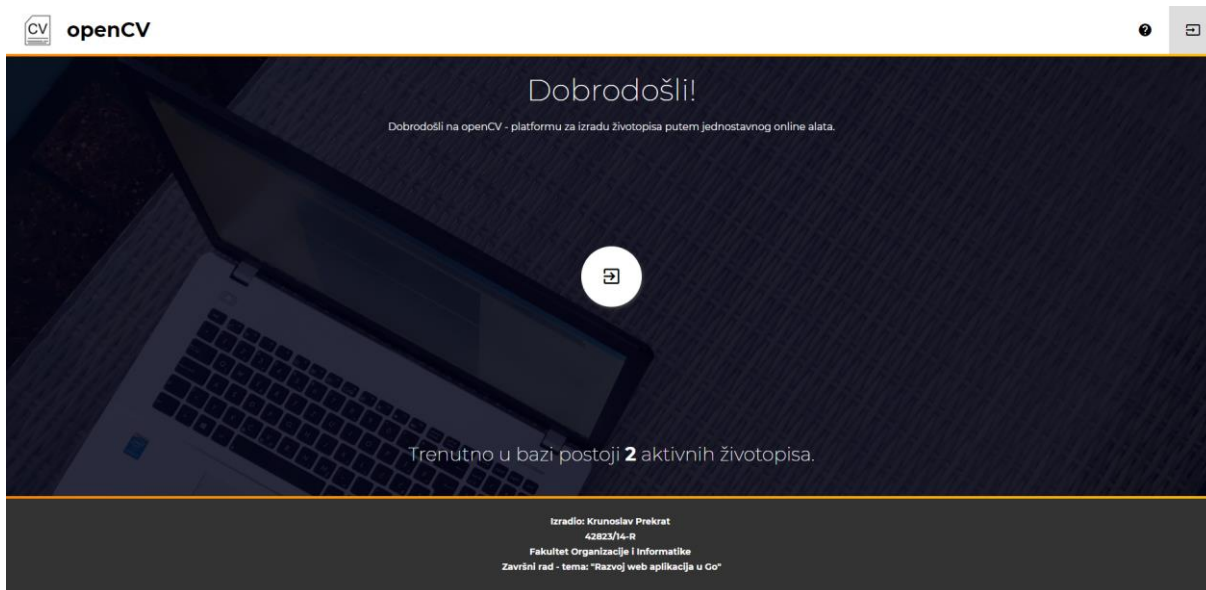 CV
openCV
Dobrodošli!
Dobrodošli na openCV - platformu za izradu životopisa putem jednostavnog online alata.
Trenutno u bazi postoji 2 aktivnih životopisa.
Izradio: Krunoslav Prekrat
42823/14-R
Fakultet Organizacije i Informatike
Završni rad - tema: "Razvoj web aplikacija u Go"